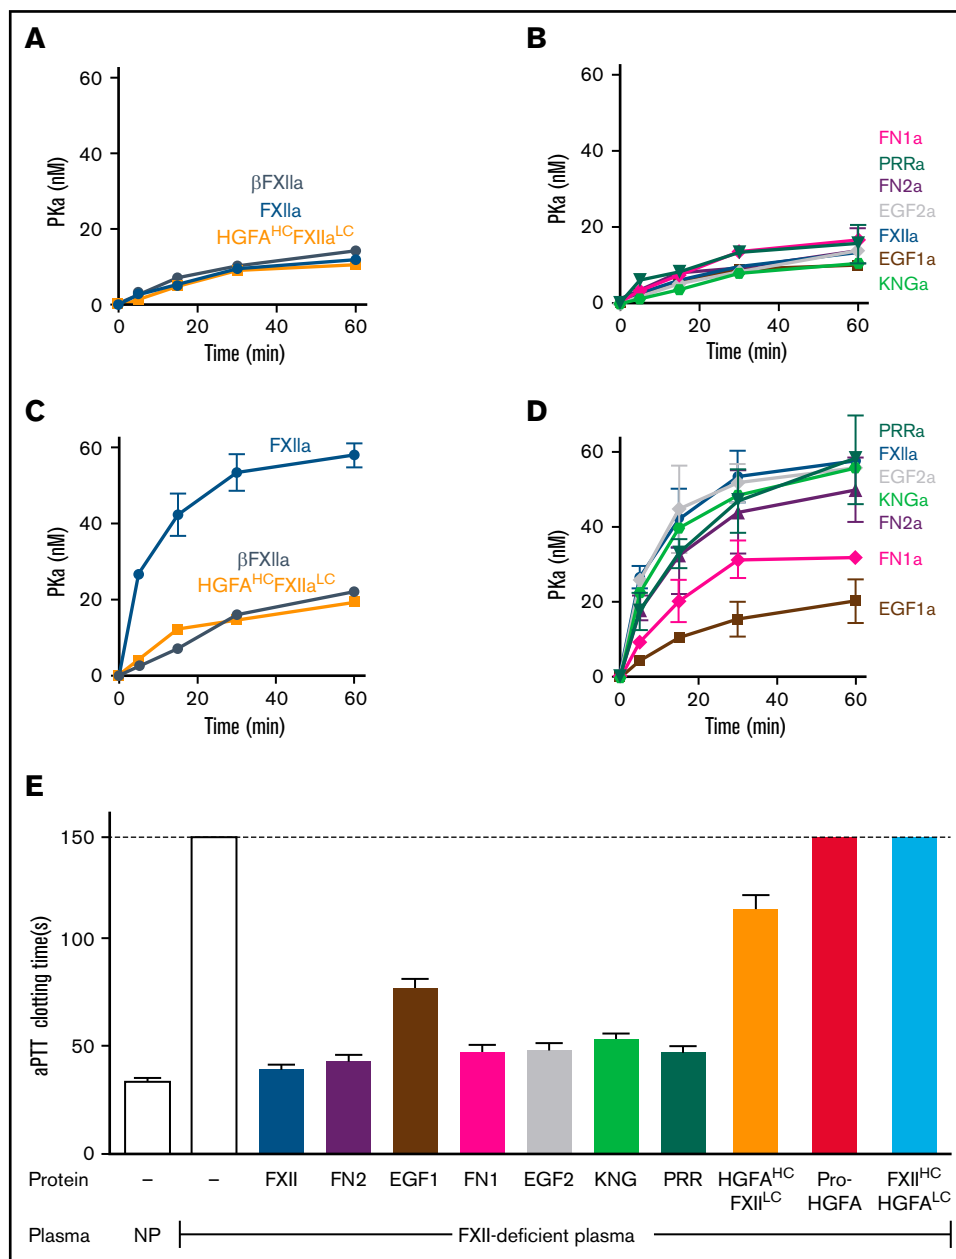 A
60
40
20
0
PKa (nM)
βFXIIa
FXIIa
HGFA^HC FXIIa^LC
0 20 40 60
Time (min)
B
60
40
20
0
PKa (nM)
FN1a
PRRa
FN2a
EGF2a
FXIIa
EGF1a
KNGa
0 20 40 60
Time (min)
C
60
40
20
0
PKa (nM)
FXIIa
βFXIIa
HGFA^HC FXIIa^LC
0 20 40 60
Time (min)
D
60
40
20
0
PKa (nM)
PRRa
FXIIa
EGF2a
KNGa
FN2a
FN1a
EGF1a
0 20 40 60
Time (min)
E
150
100
50
0
aPTT clotting time(s)
Protein – – FXII FN2 EGF1 FN1 EGF2 KNG PRR HGFA^HC Pro- FXII^HC
FXII^LC HGFA HGFA^LC
Plasma NP FXII-deficient plasma